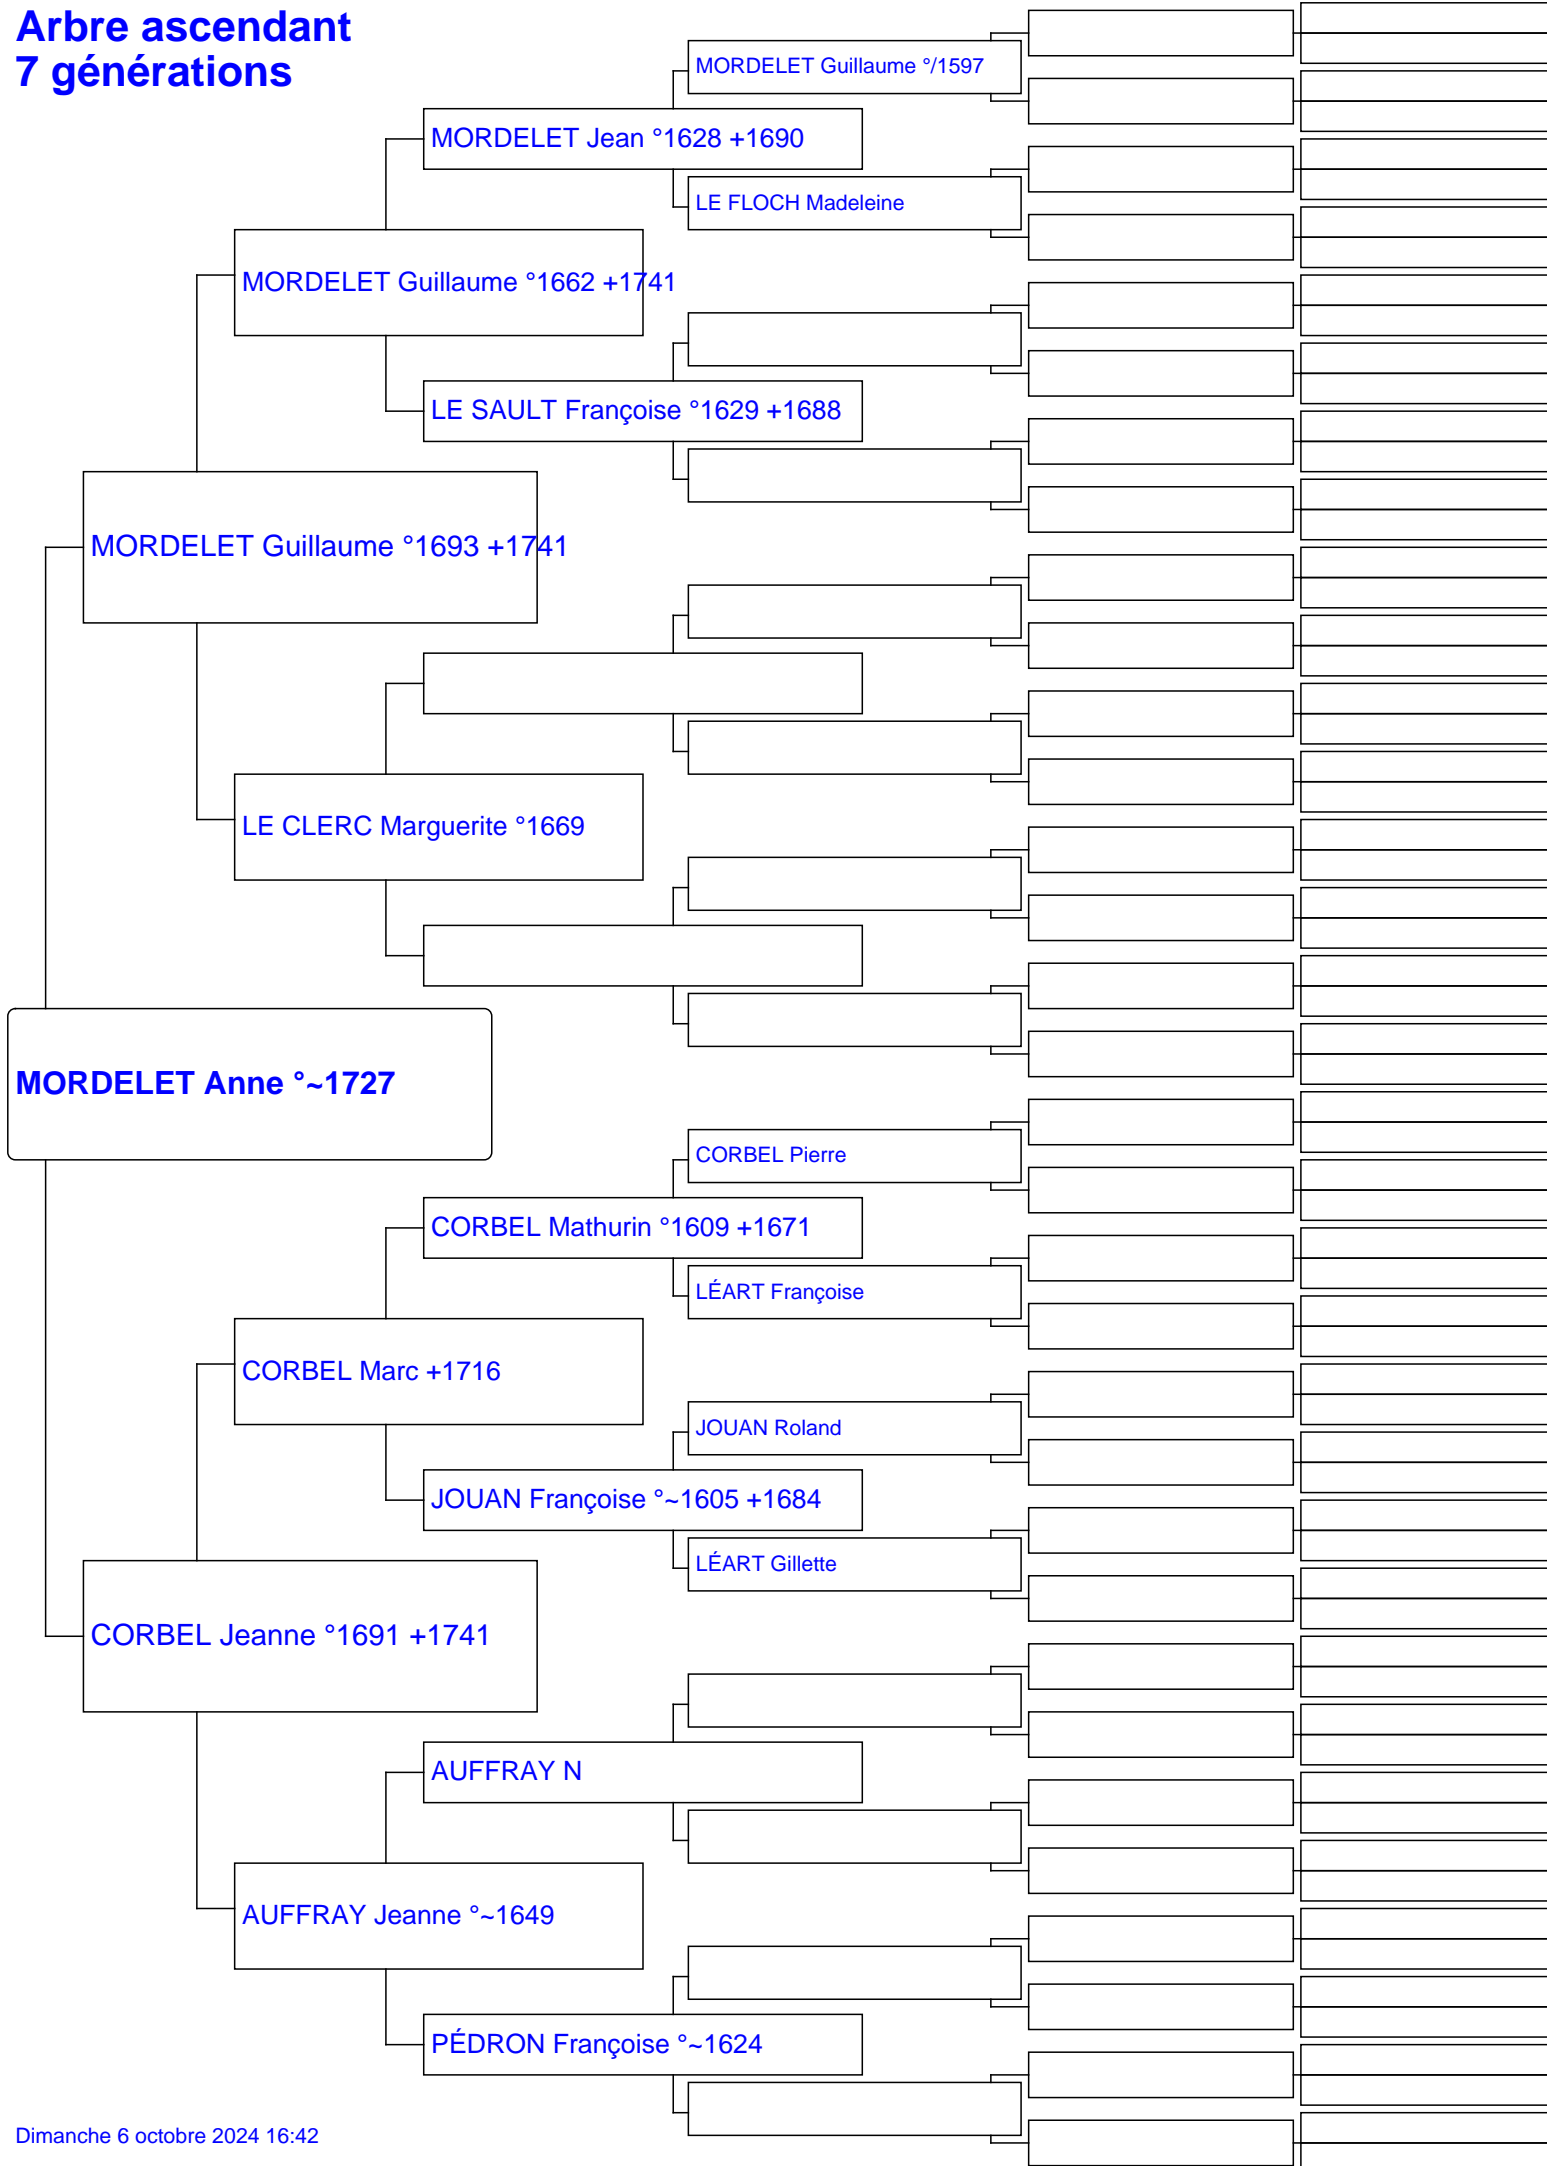 Arbre ascendant
7 générations
MORDELET Guillaume °/1597
MORDELET Jean °1628 +1690
LE FLOCH Madeleine
MORDELET Guillaume °1662 +1741
LE SAULT Françoise °1629 +1688
MORDELET Guillaume °1693 +1741
LE CLERC Marguerite °1669
MORDELET Anne °~1727
CORBEL Pierre
CORBEL Mathurin °1609 +1671
LÉART Françoise
CORBEL Marc +1716
JOUAN Roland
JOUAN Françoise °~1605 +1684
LÉART Gillette
CORBEL Jeanne °1691 +1741
AUFFRAY N
AUFFRAY Jeanne °~1649
PÉDRON Françoise °~1624
Dimanche 6 octobre 2024 16:42